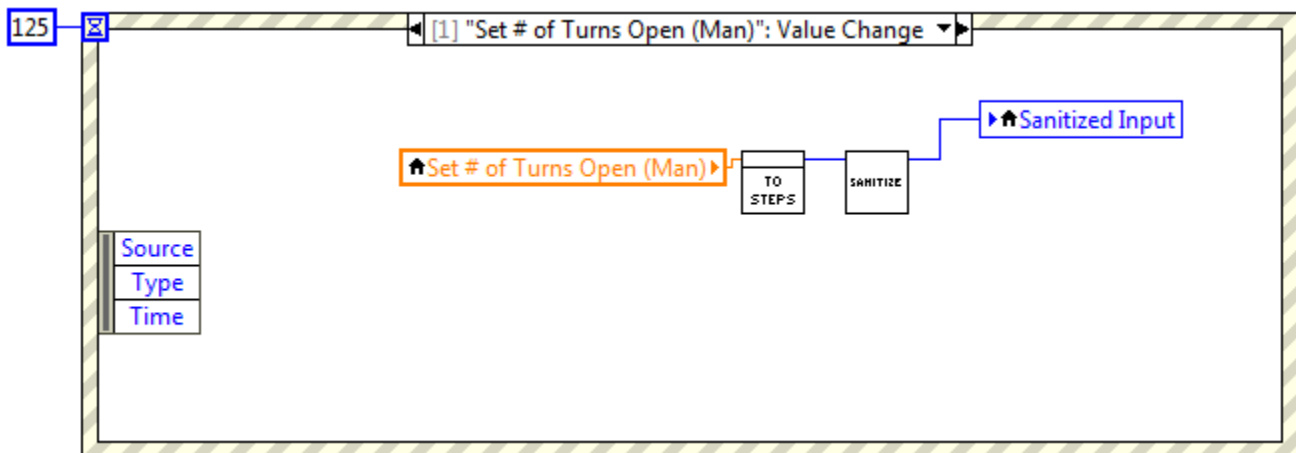 125
[1] "Set # of Turns Open (Man)": Value Change
Sanitized Input
Set # of Turns Open (Man)
TO
STEPS
SANITIZE
Source
Type
Time